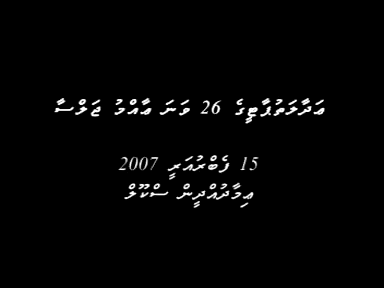 ޢަދާލަތުޕާޓީގެ 26 ވަނަ ޢާއްމު ޖަލްސާ
15 ފެބްރުއަރީ 2007
ޢިމާދުއްދީން ސްކޫލް